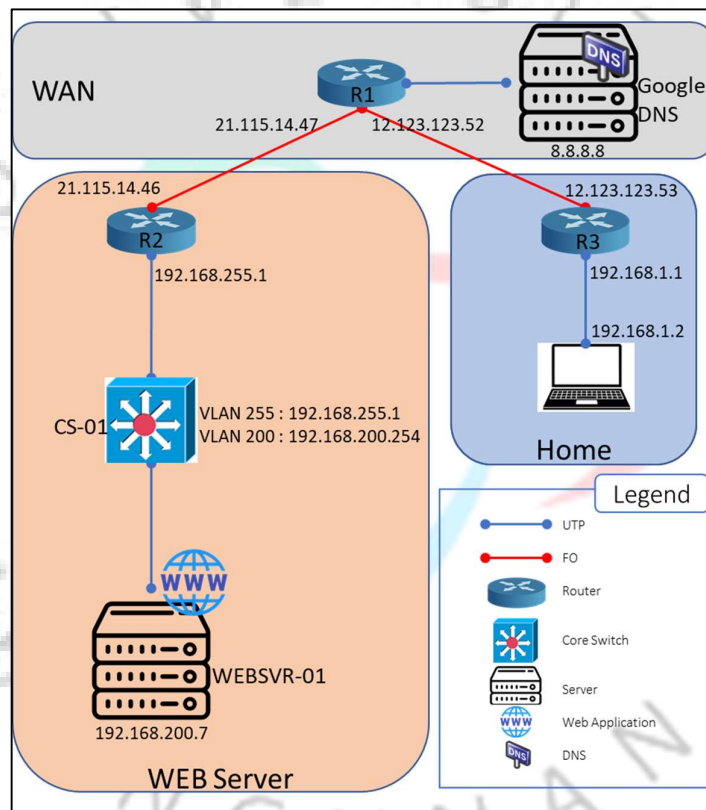 WAN
R1
DNS
Google
DNS
21.115.14.47
12.123.123.52
8.8.8.8
21.115.14.46
12.123.123.53
R2
R3
192.168.255.1
192.168.1.1
192.168.1.2
CS-01
VLAN 255 : 192.168.255.1
VLAN 200 : 192.168.200.254
Home
Legend
UTP
FO
Router
Core Switch
Server
WWW
Web Application
DNS
DNS
WWW
WEBSVR-01
192.168.200.7
WEB Server